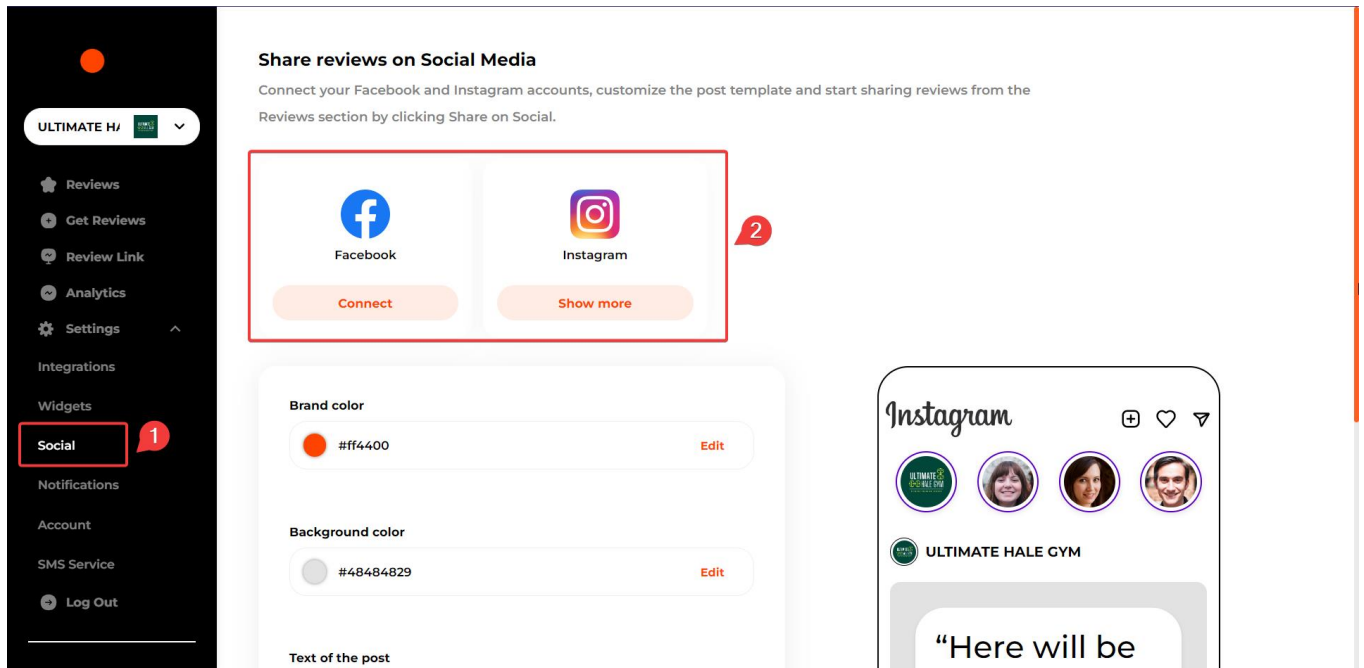 Share reviews on Social Media
Connect your Facebook and Instagram accounts, customize the post template and start sharing reviews from the
Reviews section by clicking Share on Social.
ULTIMATE HA
Reviews
Get Reviews
Review Link
Analytics
Settings
Integrations
Widgets
Social
1
Notifications
Account
SMS Service
Log Out
Facebook
Instagram
2
Connect
Show more
Brand color
#ff4400
Edit
Background color
#48484829
Edit
Text of the post
Instagram
ULTIMATE
HALE GYM
ULTIMATE HALE GYM
“Here will be